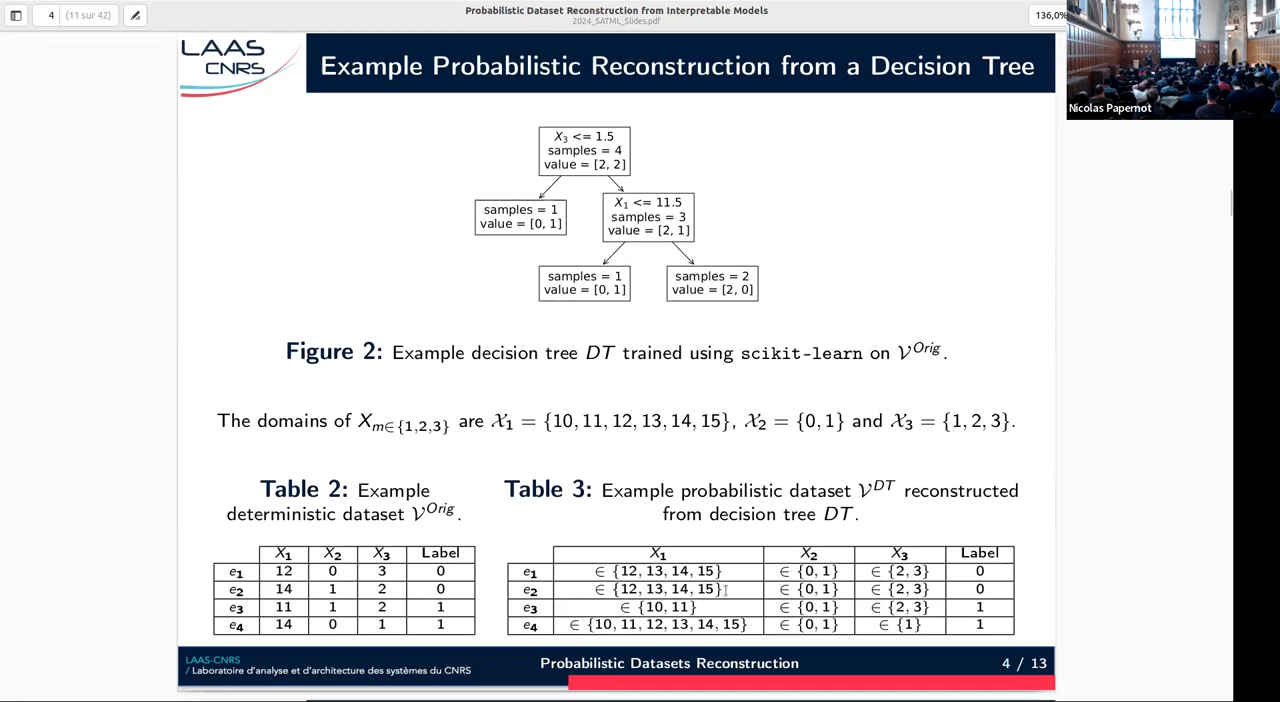 Probabilistic Dataset Reconstruction from Interpretable Models
2024_SATML_Slides.pdf
4 (11 sur 42)
136,0%
Nicolas Papernot
LAAS
CNRS
Example Probabilistic Reconstruction from a Decision Tree
X₃ <= 1.5
samples = 4
value = [2, 2]
samples = 1
value = [0, 1]
X₁ <= 11.5
samples = 3
value = [2, 1]
samples = 1
value = [0, 1]
samples = 2
value = [2, 0]
Figure 2: Example decision tree DT trained using scikit-learn on 𝒱^Orig.
The domains of X_m∈{1,2,3} are 𝒳₁ = {10, 11, 12, 13, 14, 15}, 𝒳₂ = {0, 1} and 𝒳₃ = {1, 2, 3}.
Table 2: Example
deterministic dataset 𝒱^Orig.
X₁ X₂ X₃ Label
e₁ 12 0 3 0
e₂ 14 1 2 0
e₃ 11 1 2 1
e₄ 14 0 1 1
Table 3: Example probabilistic dataset 𝒱^DT reconstructed
from decision tree DT.
X₁ X₂ X₃ Label
e₁ ∈ {12, 13, 14, 15} ∈ {0, 1} ∈ {2, 3} 0
e₂ ∈ {12, 13, 14, 15} ∈ {0, 1} ∈ {2, 3} 0
e₃ ∈ {10, 11} ∈ {0, 1} ∈ {2, 3} 1
e₄ ∈ {10, 11, 12, 13, 14, 15} ∈ {0, 1} ∈ {1} 1
LAAS-CNRS
/ Laboratoire d'analyse et d'architecture des systèmes du CNRS
Probabilistic Datasets Reconstruction
4 / 13